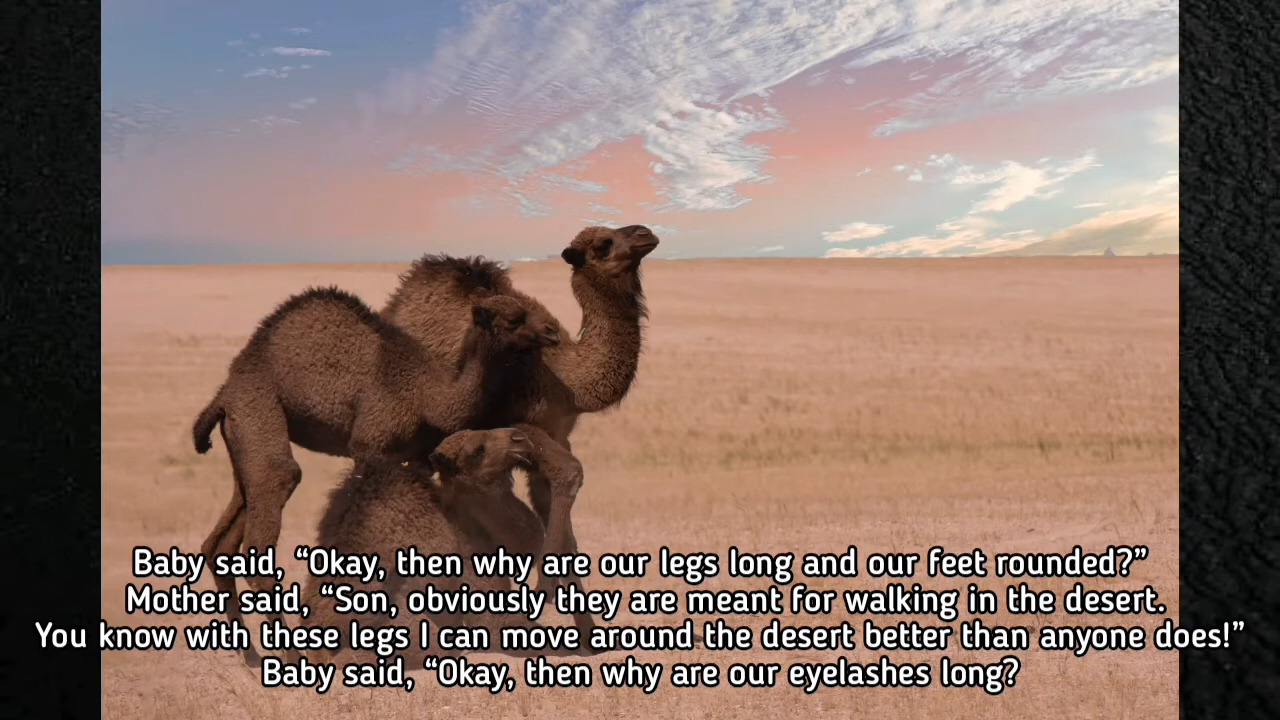 Baby said, “Okay, then why are our legs long and our feet rounded?”
Mother said, “Son, obviously they are meant for walking in the desert.
You know with these legs I can move around the desert better than anyone does!”
Baby said, “Okay, then why are our eyelashes long?